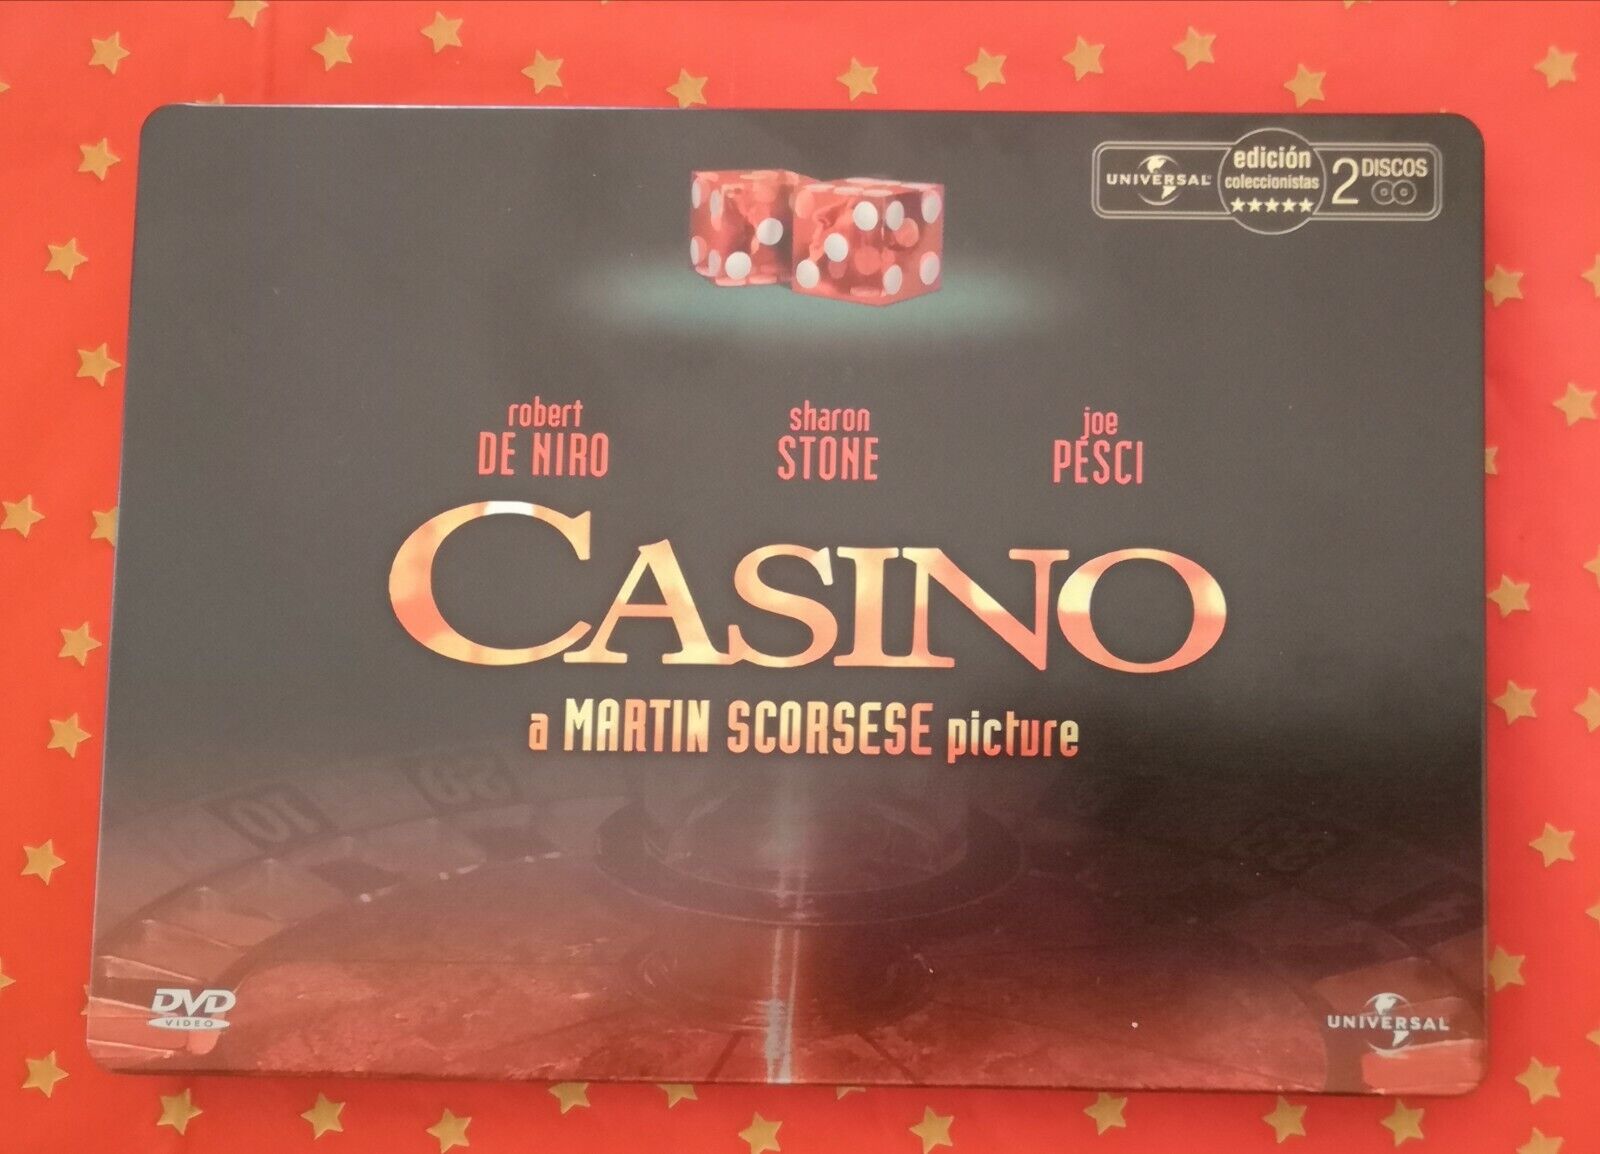 UNIVERSAL
edición
coleccionistas
2 DISCOS
robert
DE NIRO
sharon
STONE
joe
PESCI
CASINO
a MARTIN SCORSESE picture
10
DVD
VIDEO
UNIVERSAL